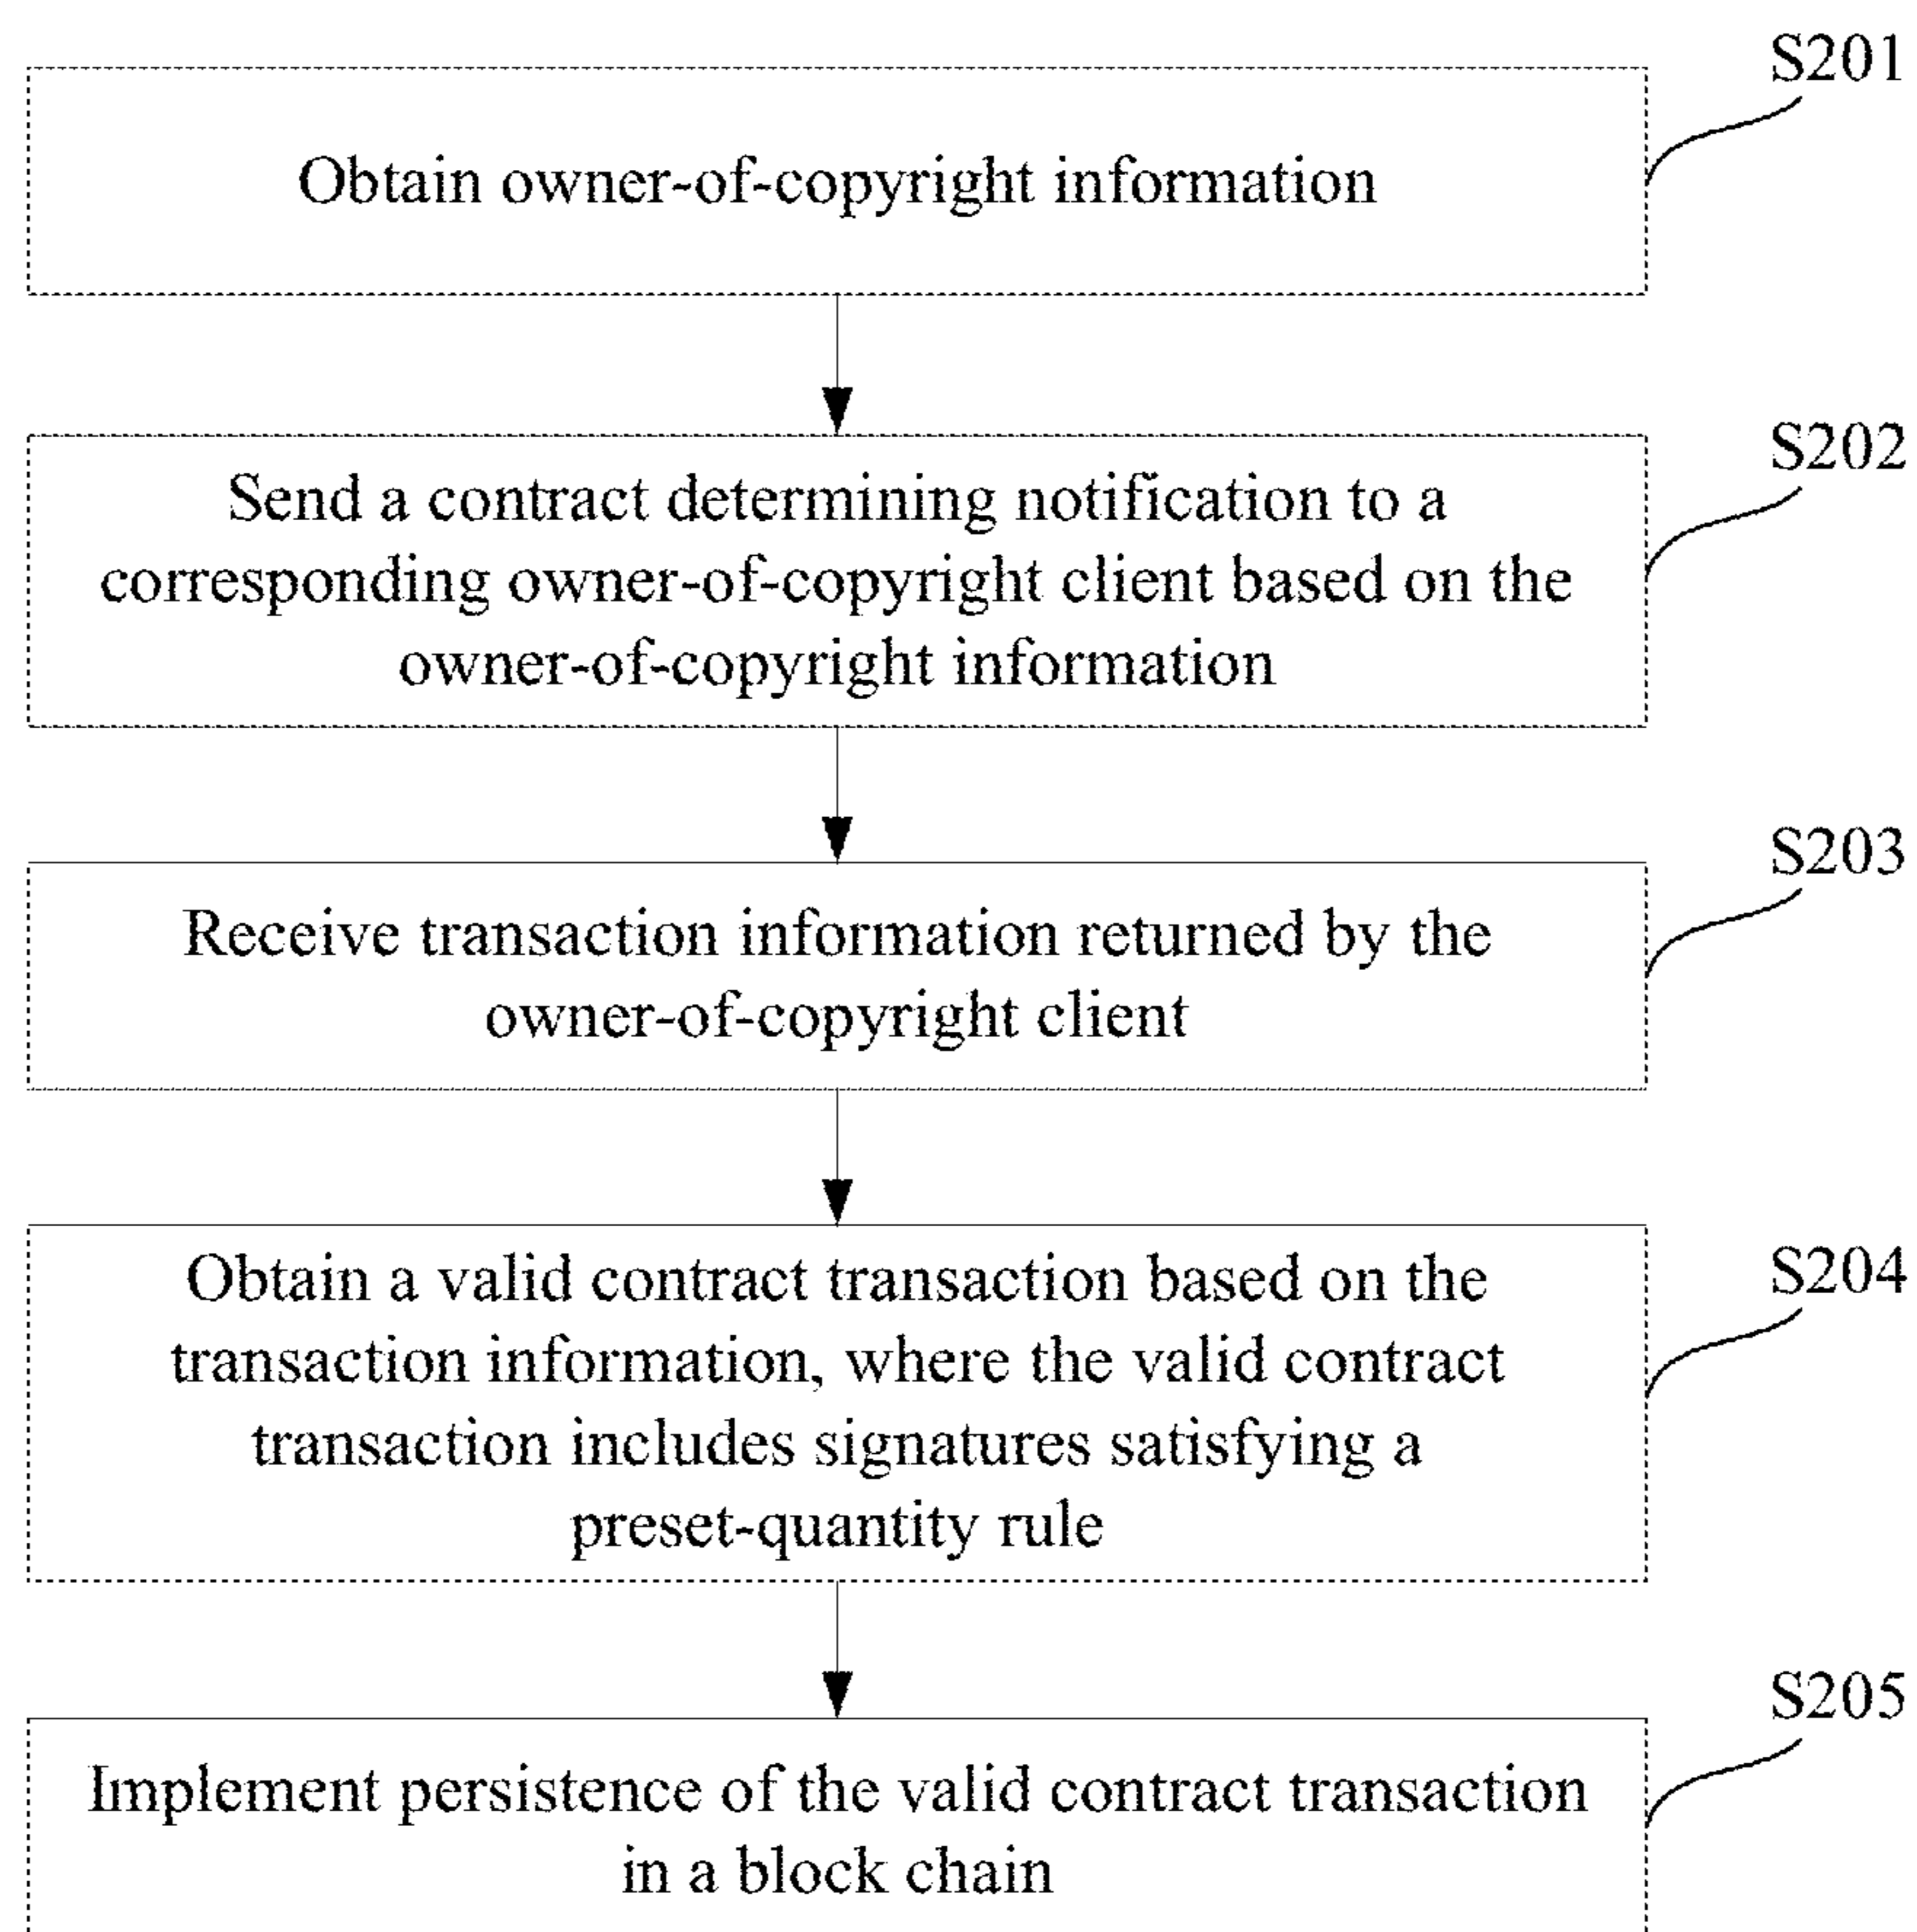 S201
Obtain owner-of-copyright information
S202
Send a contract determining notification to a
corresponding owner-of-copyright client based on the
owner-of-copyright information
S203
Receive transaction information returned by the
owner-of-copyright client
S204
Obtain a valid contract transaction based on the
transaction information, where the valid contract
transaction includes signatures satisfying a
preset-quantity rule
S205
Implement persistence of the valid contract transaction
in a block chain